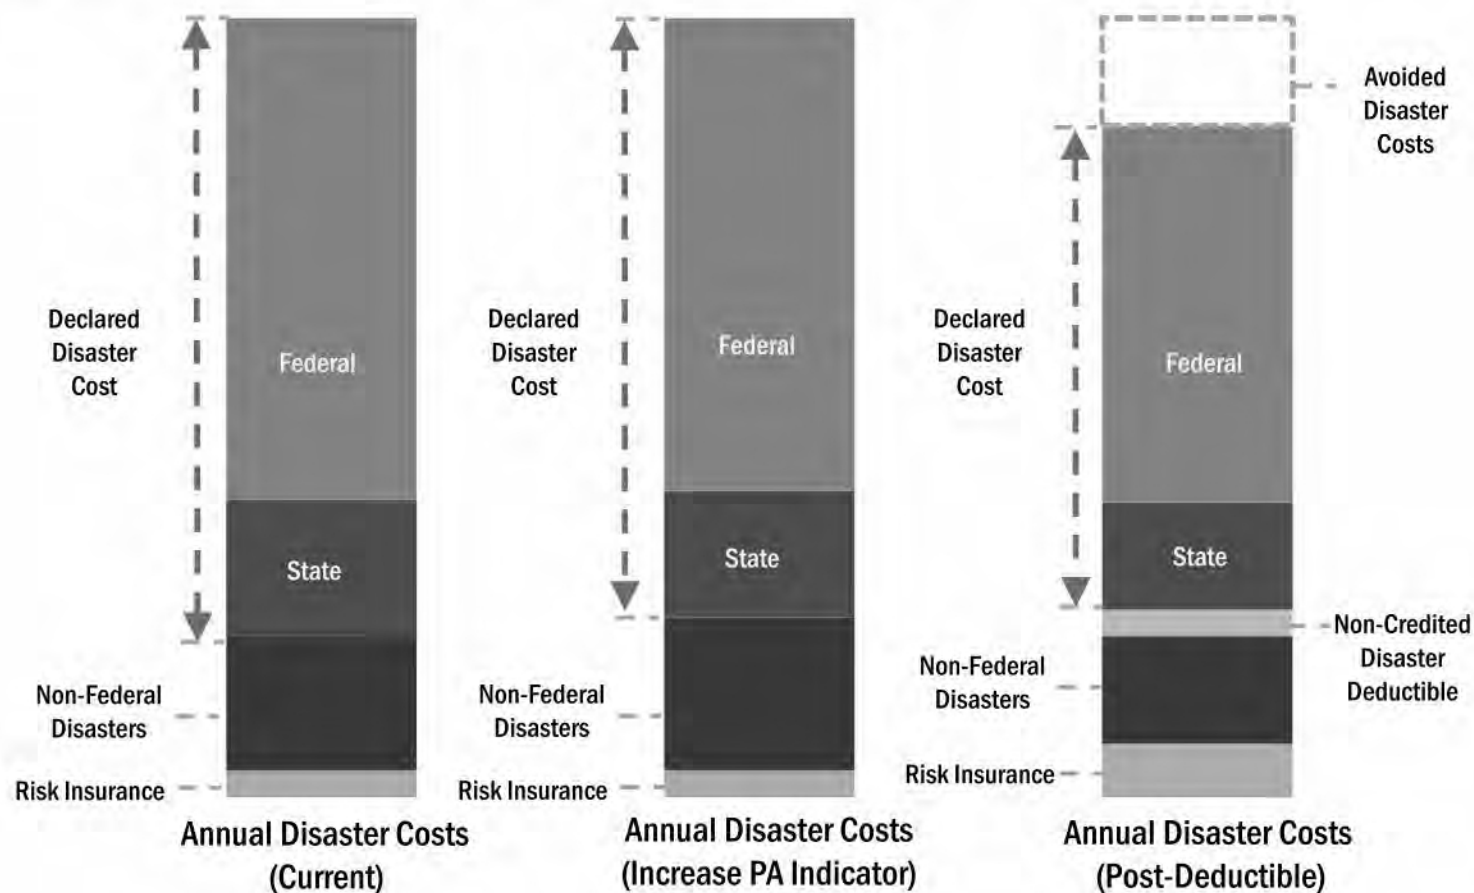 Declared
Disaster
Cost
Federal
State
Non-Federal
Disasters
Risk Insurance
Annual Disaster Costs
(Current)
Declared
Disaster
Cost
Federal
State
Non-Federal
Disasters
Risk Insurance
Annual Disaster Costs
(Increase PA Indicator)
Avoided
Disaster
Costs
Declared
Disaster
Cost
Federal
State
Non-Credited
Disaster
Deductible
Non-Federal
Disasters
Risk Insurance
Annual Disaster Costs
(Post-Deductible)